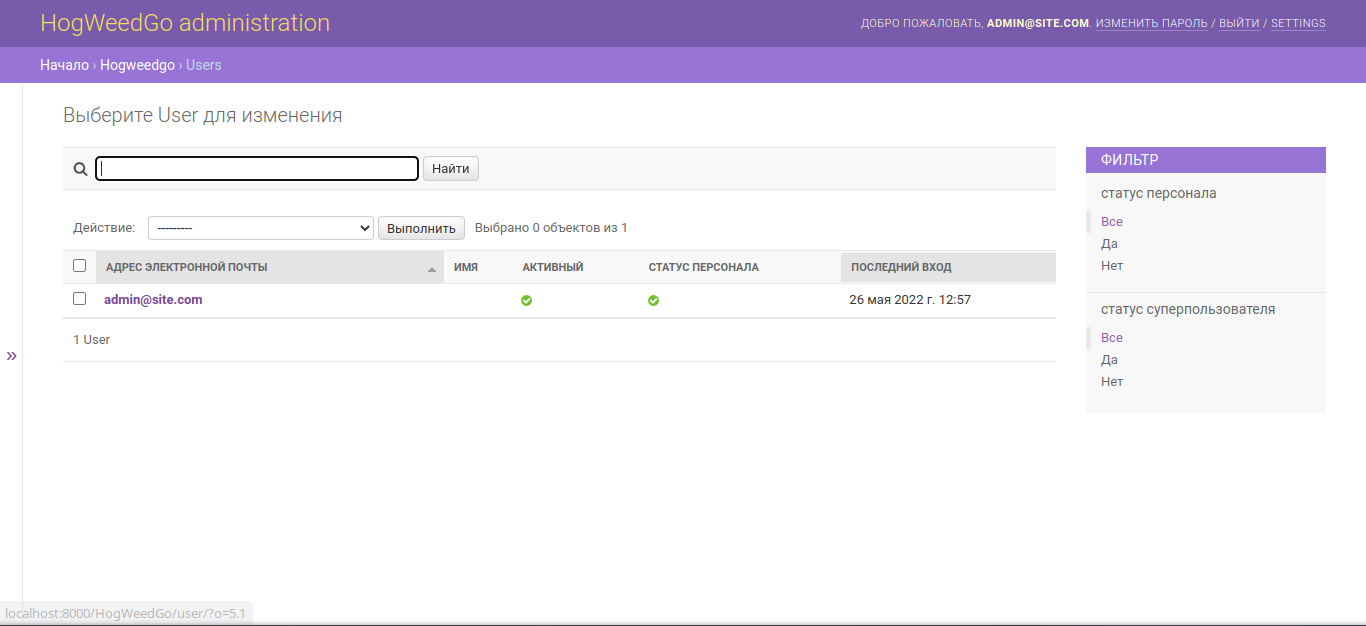 HogWeedGo administration
ДОБРО ПОЖАЛОВАТЬ, ADMIN@SITE.COM. ИЗМЕНИТЬ ПАРОЛЬ / ВЫЙТИ / SETTINGS
Начало › Hogweedgo › Users
Выберите User для изменения
Найти
Действие: --------- Выполнить Выбрано 0 объектов из 1
АДРЕС ЭЛЕКТРОННОЙ ПОЧТЫ ИМЯ АКТИВНЫЙ СТАТУС ПЕРСОНАЛА ПОСЛЕДНИЙ ВХОД
admin@site.com 26 мая 2022 г. 12:57
1 User
»
ФИЛЬТР
статус персонала
Все
Да
Нет
статус суперпользователя
Все
Да
Нет
localhost:8000/HogWeedGo/user/?o=5.1